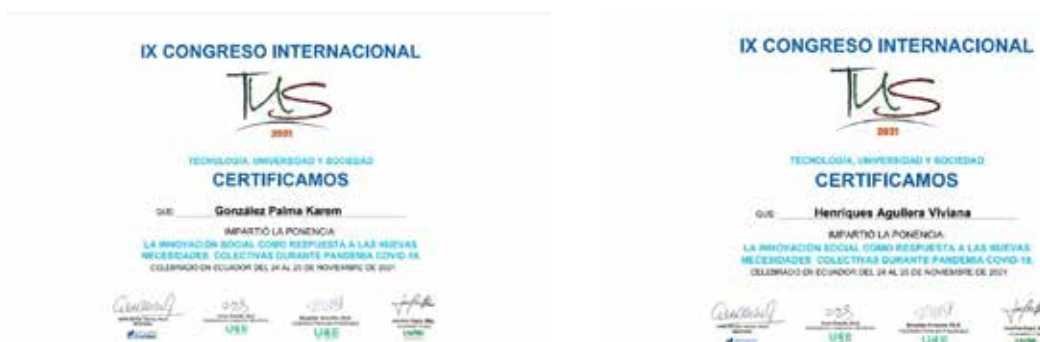 IX CONGRESO INTERNACIONAL
TUS
2021
TECNOLOGÍA, UNIVERSIDAD Y SOCIEDAD
CERTIFICAMOS
QUE: González Palma Karem
IMPARTIÓ LA PONENCIA:
LA INNOVACIÓN SOCIAL COMO RESPUESTA A LAS NUEVAS
NECESIDADES COLECTIVAS DURANTE PANDEMIA COVID-19.
CELEBRADO EN ECUADOR DEL 24 AL 25 DE NOVIEMBRE DE 2021
IX CONGRESO INTERNACIONAL
TUS
2021
TECNOLOGÍA, UNIVERSIDAD Y SOCIEDAD
CERTIFICAMOS
QUE: Henriques Aguilera Viviana
IMPARTIÓ LA PONENCIA:
LA INNOVACIÓN SOCIAL COMO RESPUESTA A LAS NUEVAS
NECESIDADES COLECTIVAS DURANTE PANDEMIA COVID-19.
CELEBRADO EN ECUADOR DEL 24 AL 25 DE NOVIEMBRE DE 2021